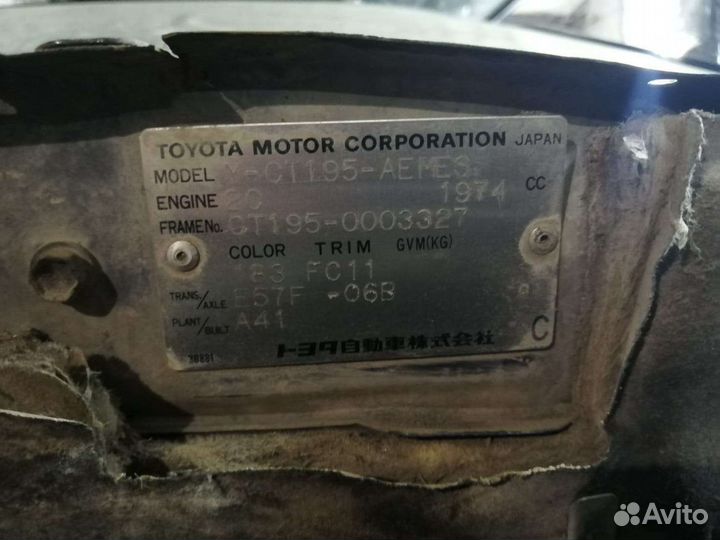 TOYOTA MOTOR CORPORATION JAPAN
MODEL Y-CT195-AEMES
ENGINE 2C 1974 CC
FRAME No. CT195-0003327
COLOR TRIM GVM(KG)
183 FC11
TRANS./AXLE E57F -06B
PLANT/BUILT A41
38881 トヨタ自動車株式会社 C
Avito